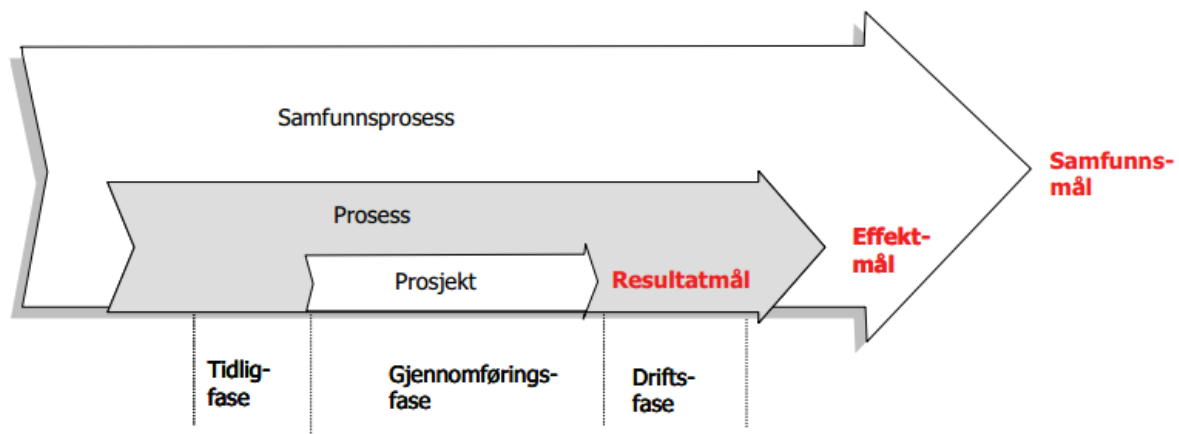 Samfunnsprosess
Samfunns-
mål
Prosess
Effekt-
mål
Prosjekt
Resultatmål
Tidlig-
fase
Gjennomførings-
fase
Drifts-
fase